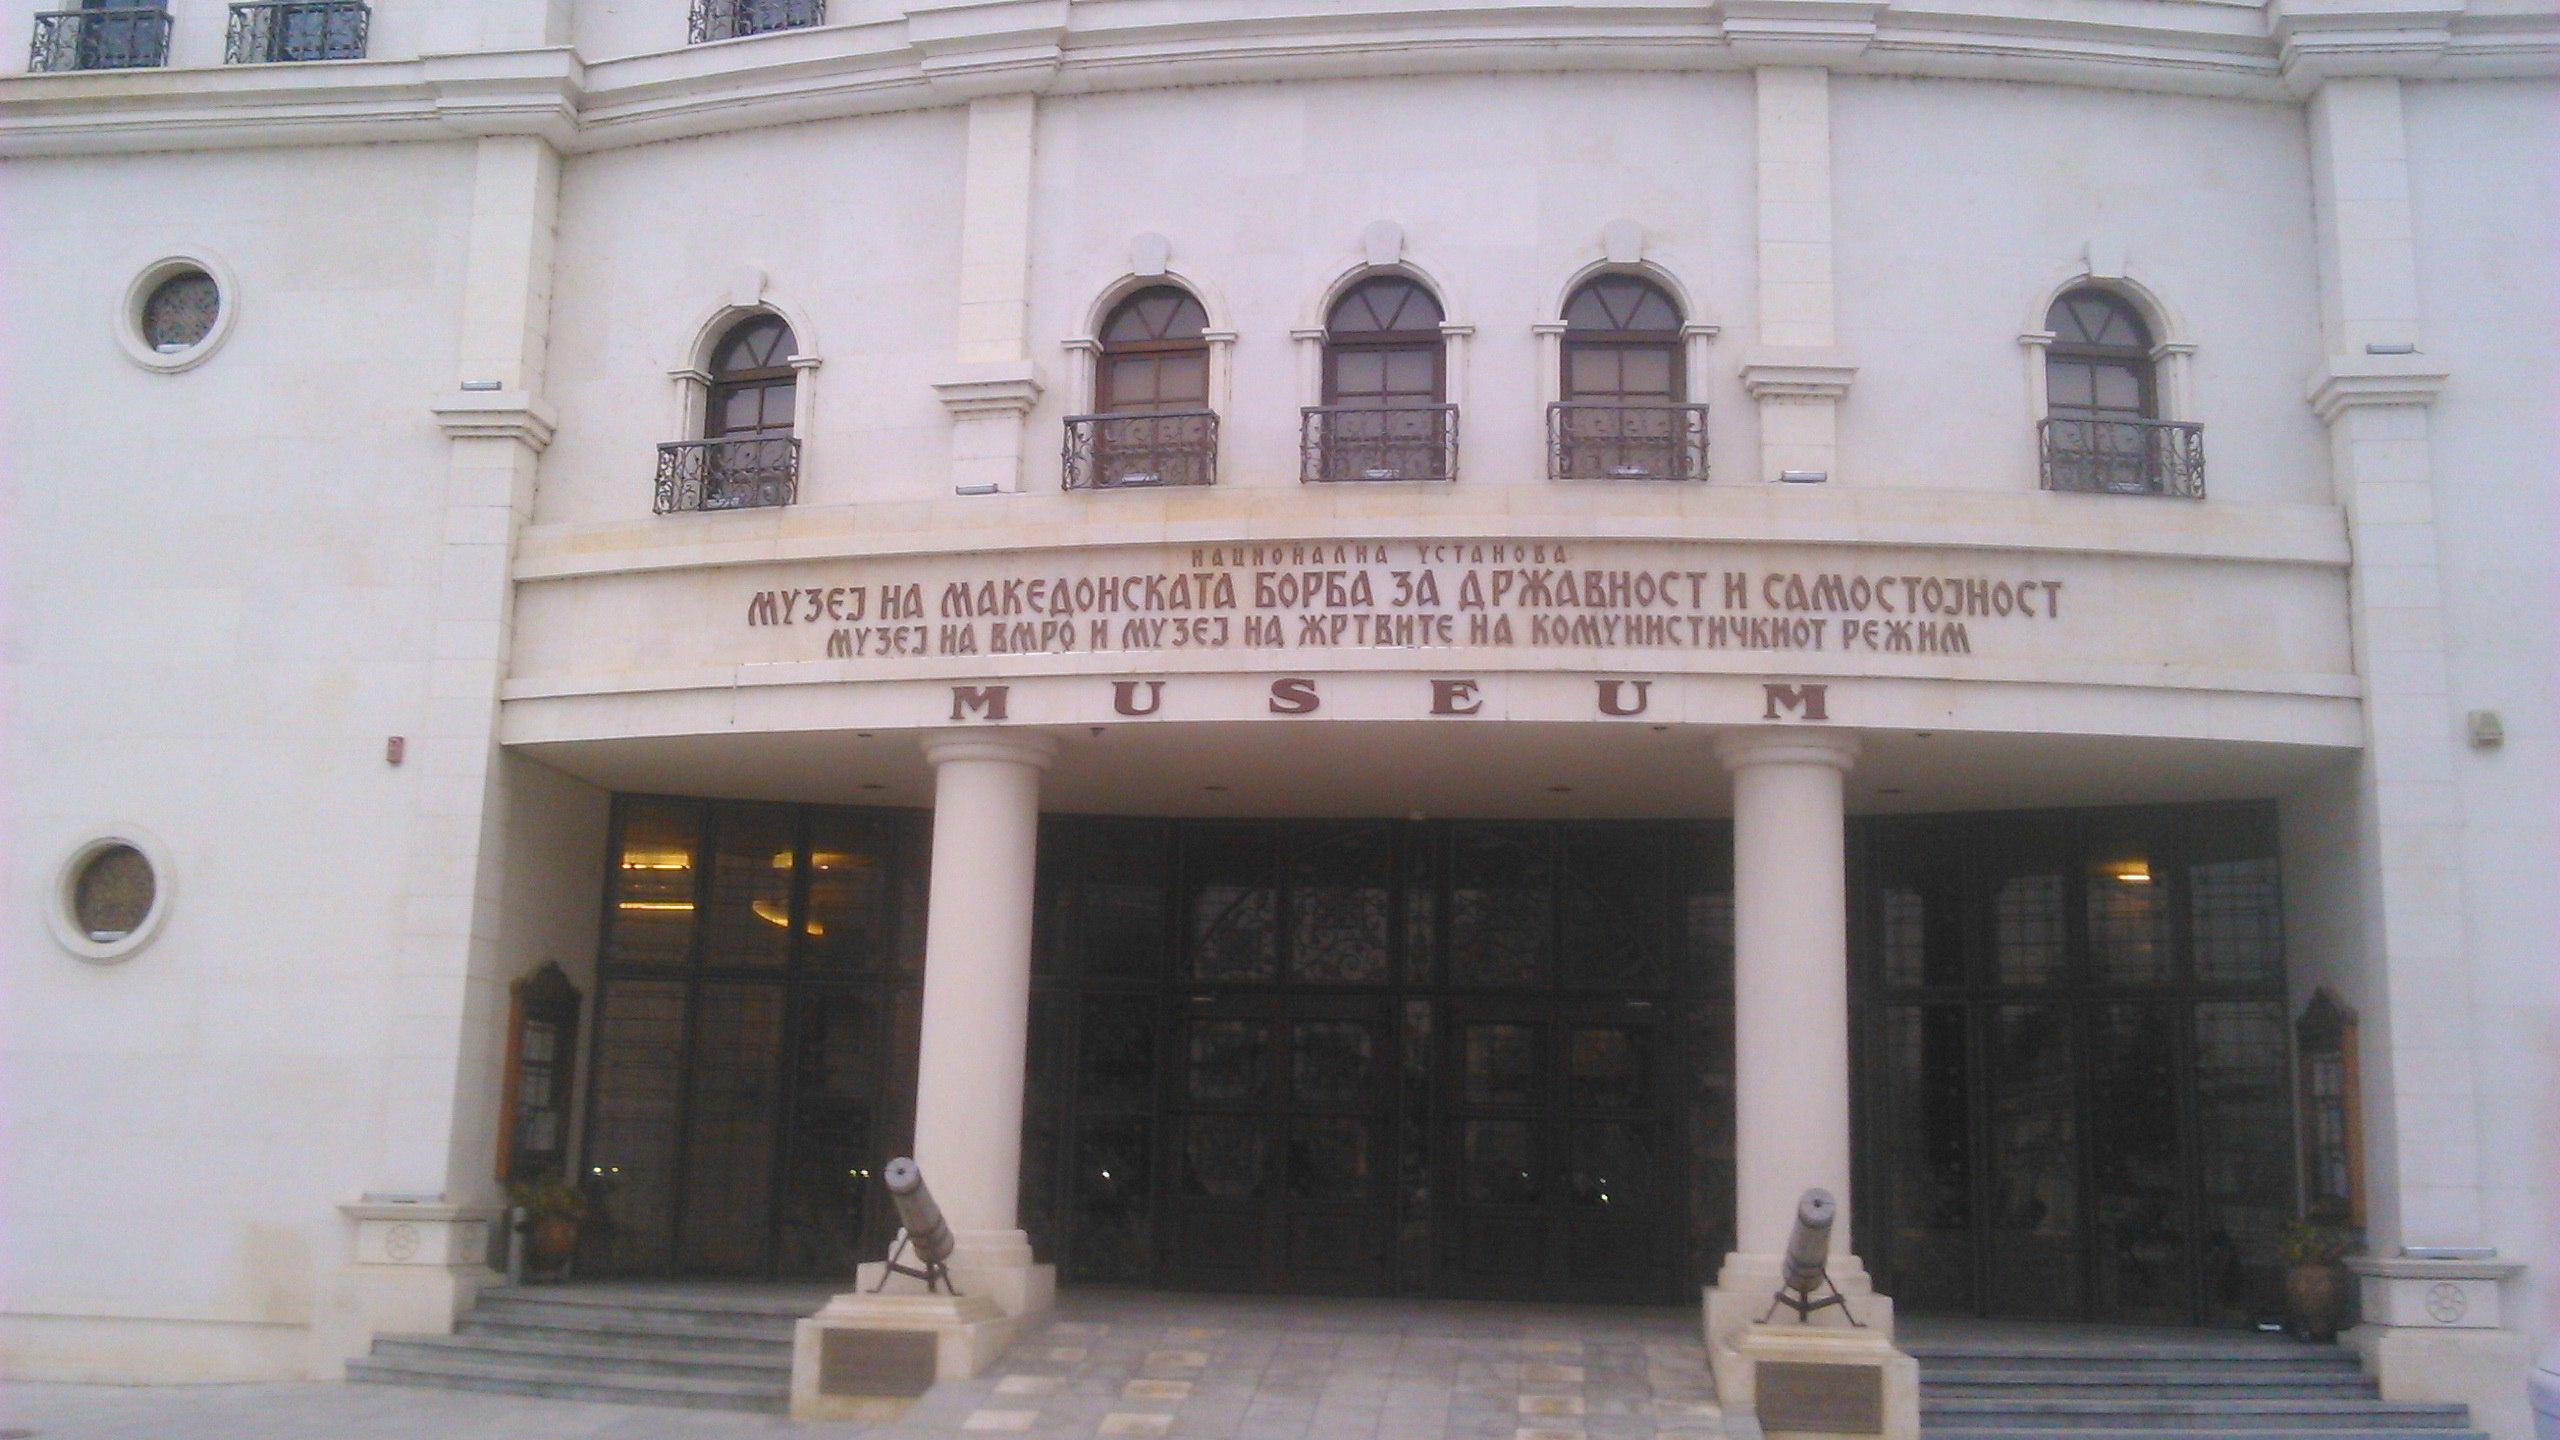 НАЦИОНАЛНА УСТАНОВА
МУЗЕЈ НА МАКЕДОНСКАТА БОРБА ЗА ДРЖАВНОСТ И САМОСТОЈНОСТ
МУЗЕЈ НА ВМРО И МУЗЕЈ НА ЖРТВИТЕ НА КОМУНИСТИЧКИОТ РЕЖИМ
MUSEUM